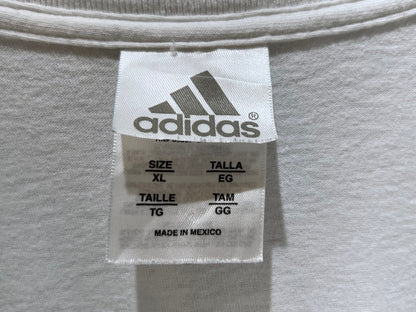 adidas®
SIZE TALLA
XL EG
TAILLE TAM
TG GG
MADE IN MEXICO